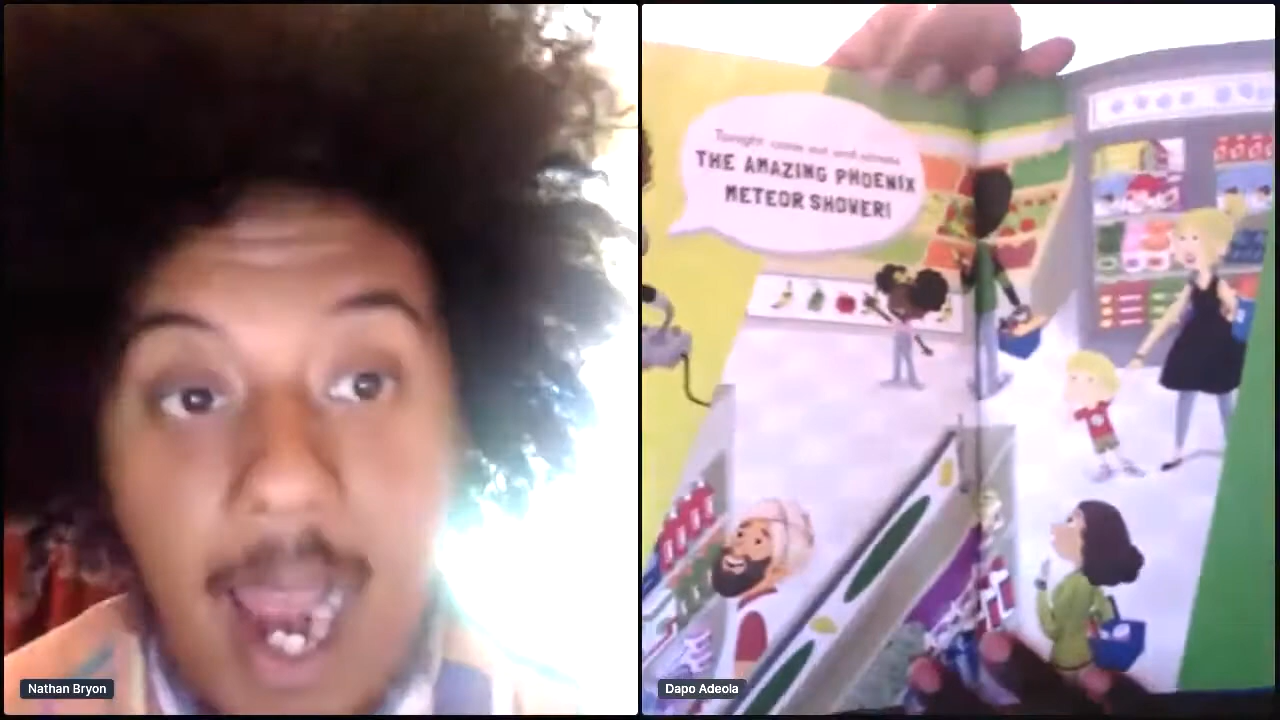 Tonight come out and witness
THE AMAZING PHOENIX
METEOR SHOWER!
Nathan Bryon
Dapo Adeola